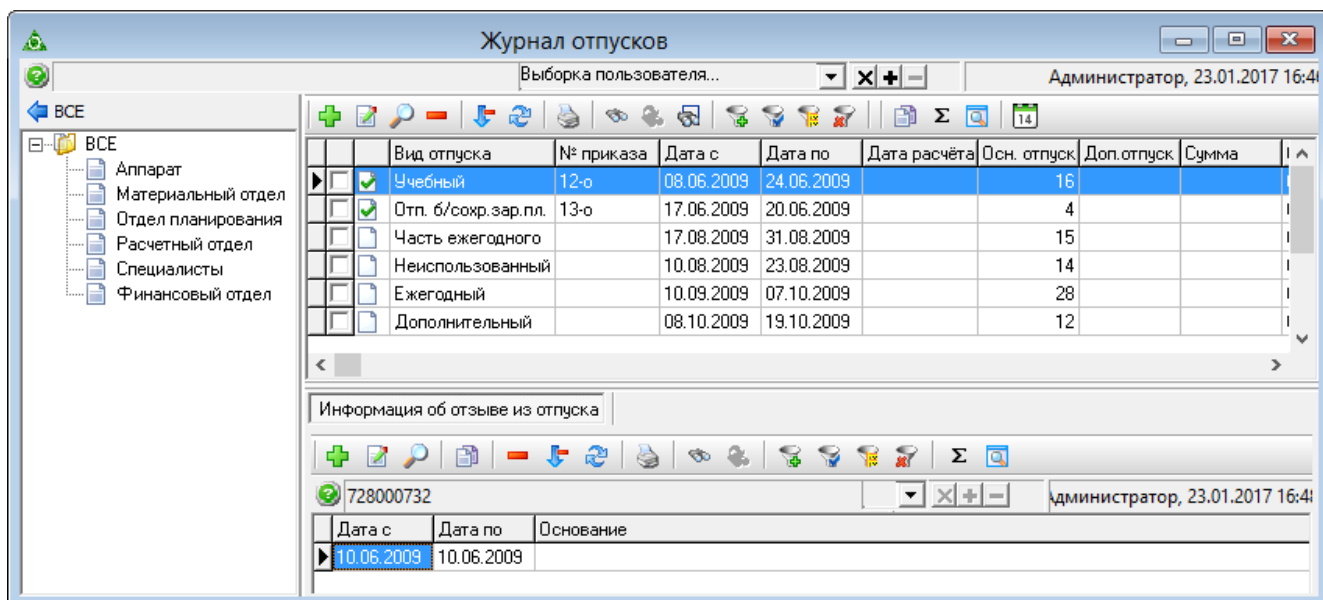 Журнал отпусков
Выборка пользователя...
Администратор, 23.01.2017 16:4
ВСЕ
ВСЕ
Аппарат
Материальный отдел
Отдел планирования
Расчетный отдел
Специалисты
Финансовый отдел
14
Вид отпуска № приказа Дата с Дата по Дата расчёта Осн. отпуск Доп.отпуск Сумма
Учебный 12-о 08.06.2009 24.06.2009 16
Отп. б/сохр.зар.пл. 13-о 17.06.2009 20.06.2009 4
Часть ежегодного 17.08.2009 31.08.2009 15
Неиспользованный 10.08.2009 23.08.2009 14
Ежегодный 10.09.2009 07.10.2009 28
Дополнительный 08.10.2009 19.10.2009 12
Информация об отзыве из отпуска
728000732
Администратор, 23.01.2017 16:4
Дата с Дата по Основание
10.06.2009 10.06.2009